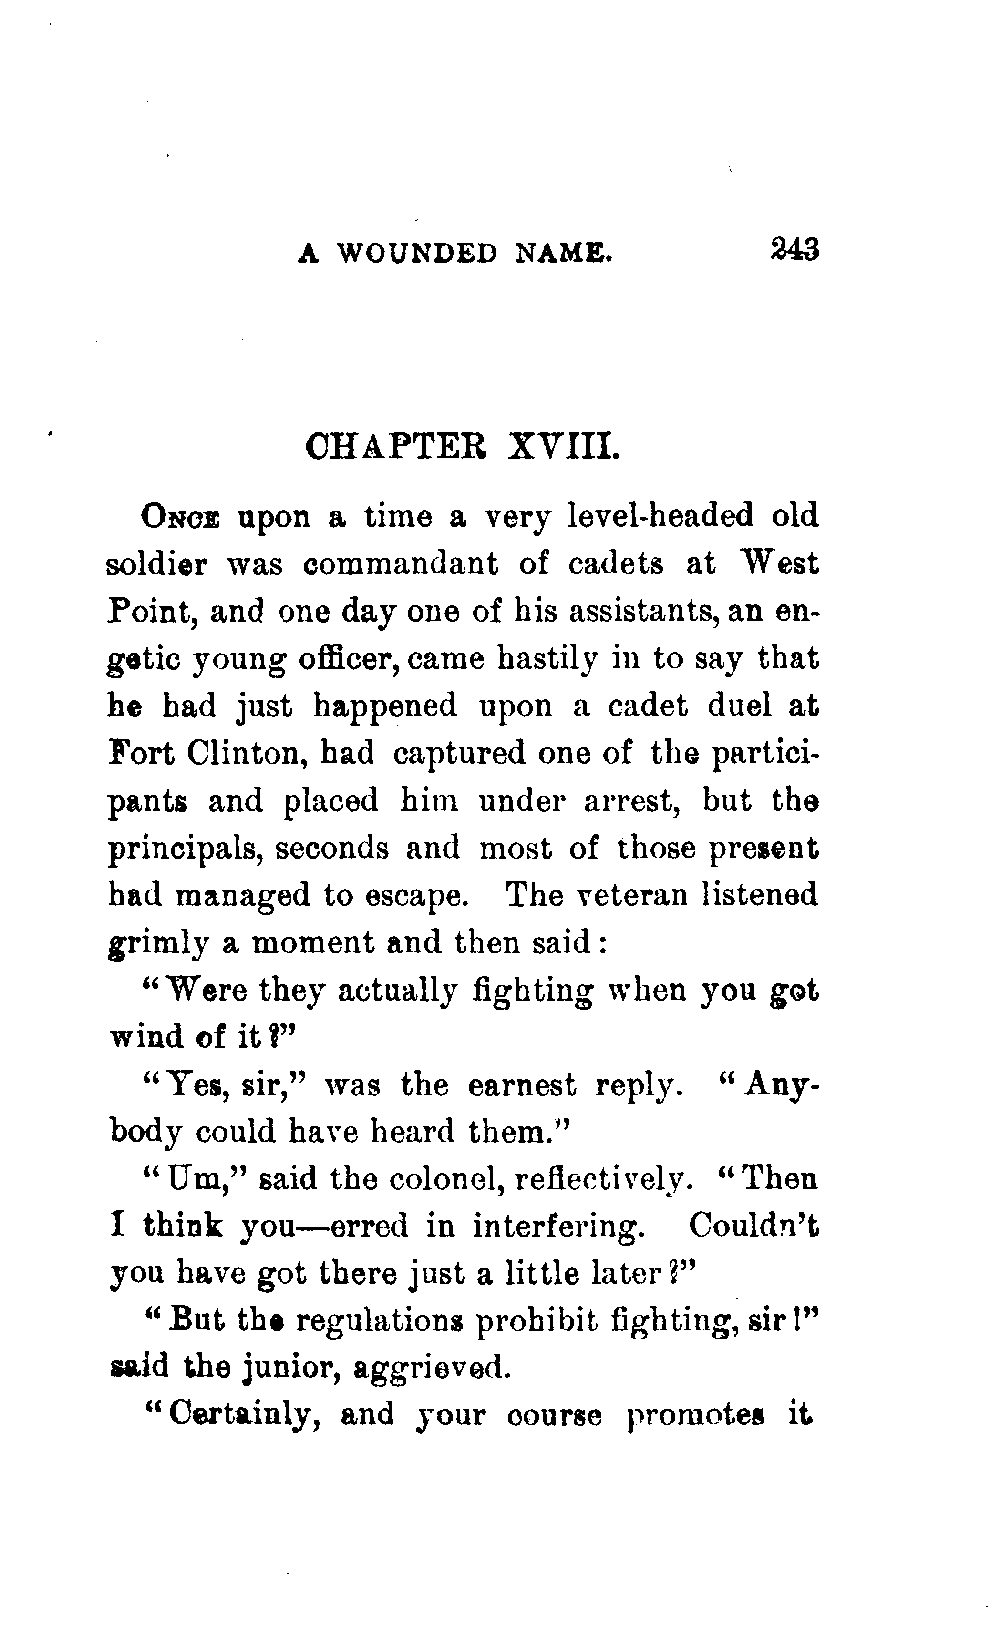 A WOUNDED NAME. 243
CHAPTER XVIII.
ONCE upon a time a very level-headed old
soldier was commandant of cadets at West
Point, and one day one of his assistants, an en-
getic young officer, came hastily in to say that
he had just happened upon a cadet duel at
Fort Clinton, had captured one of the partici-
pants and placed him under arrest, but the
principals, seconds and most of those present
had managed to escape. The veteran listened
grimly a moment and then said:
"Were they actually fighting when you got
wind of it?"
"Yes, sir," was the earnest reply. "Any-
body could have heard them."
"Um," said the colonel, reflectively. "Then
I think you—erred in interfering. Couldn't
you have got there just a little later?"
"But the regulations prohibit fighting, sir!"
said the junior, aggrieved.
"Certainly, and your course promotes it